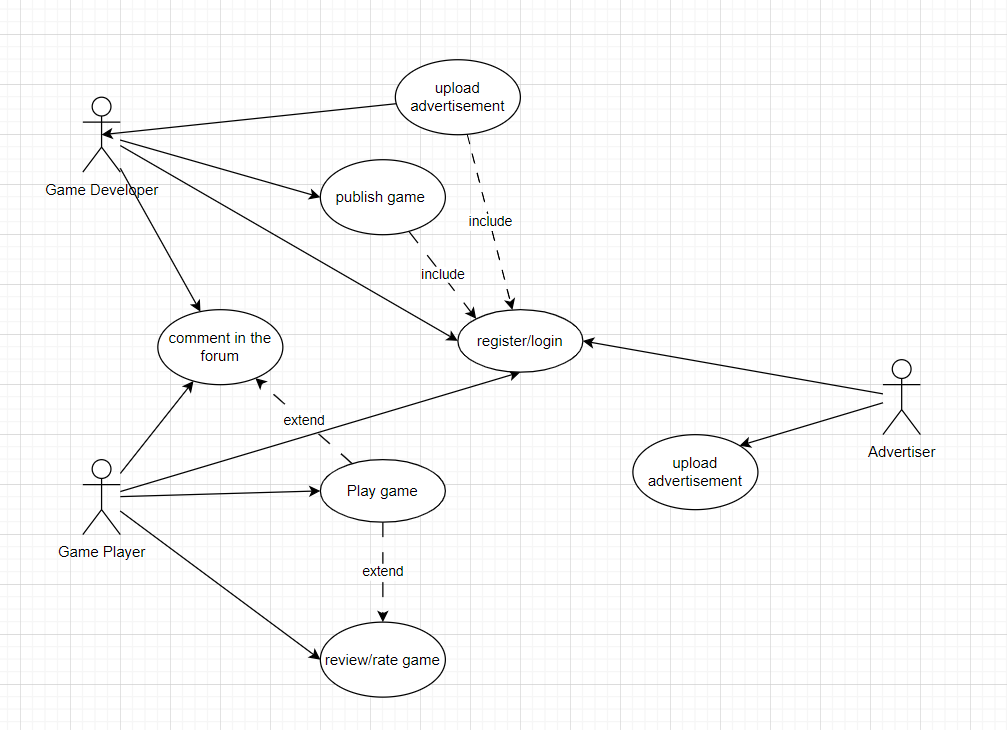 upload
advertisement
Game Developer
publish game
include
include
comment in the
forum
register/login
extend
Advertiser
upload
advertisement
Play game
Game Player
extend
review/rate game